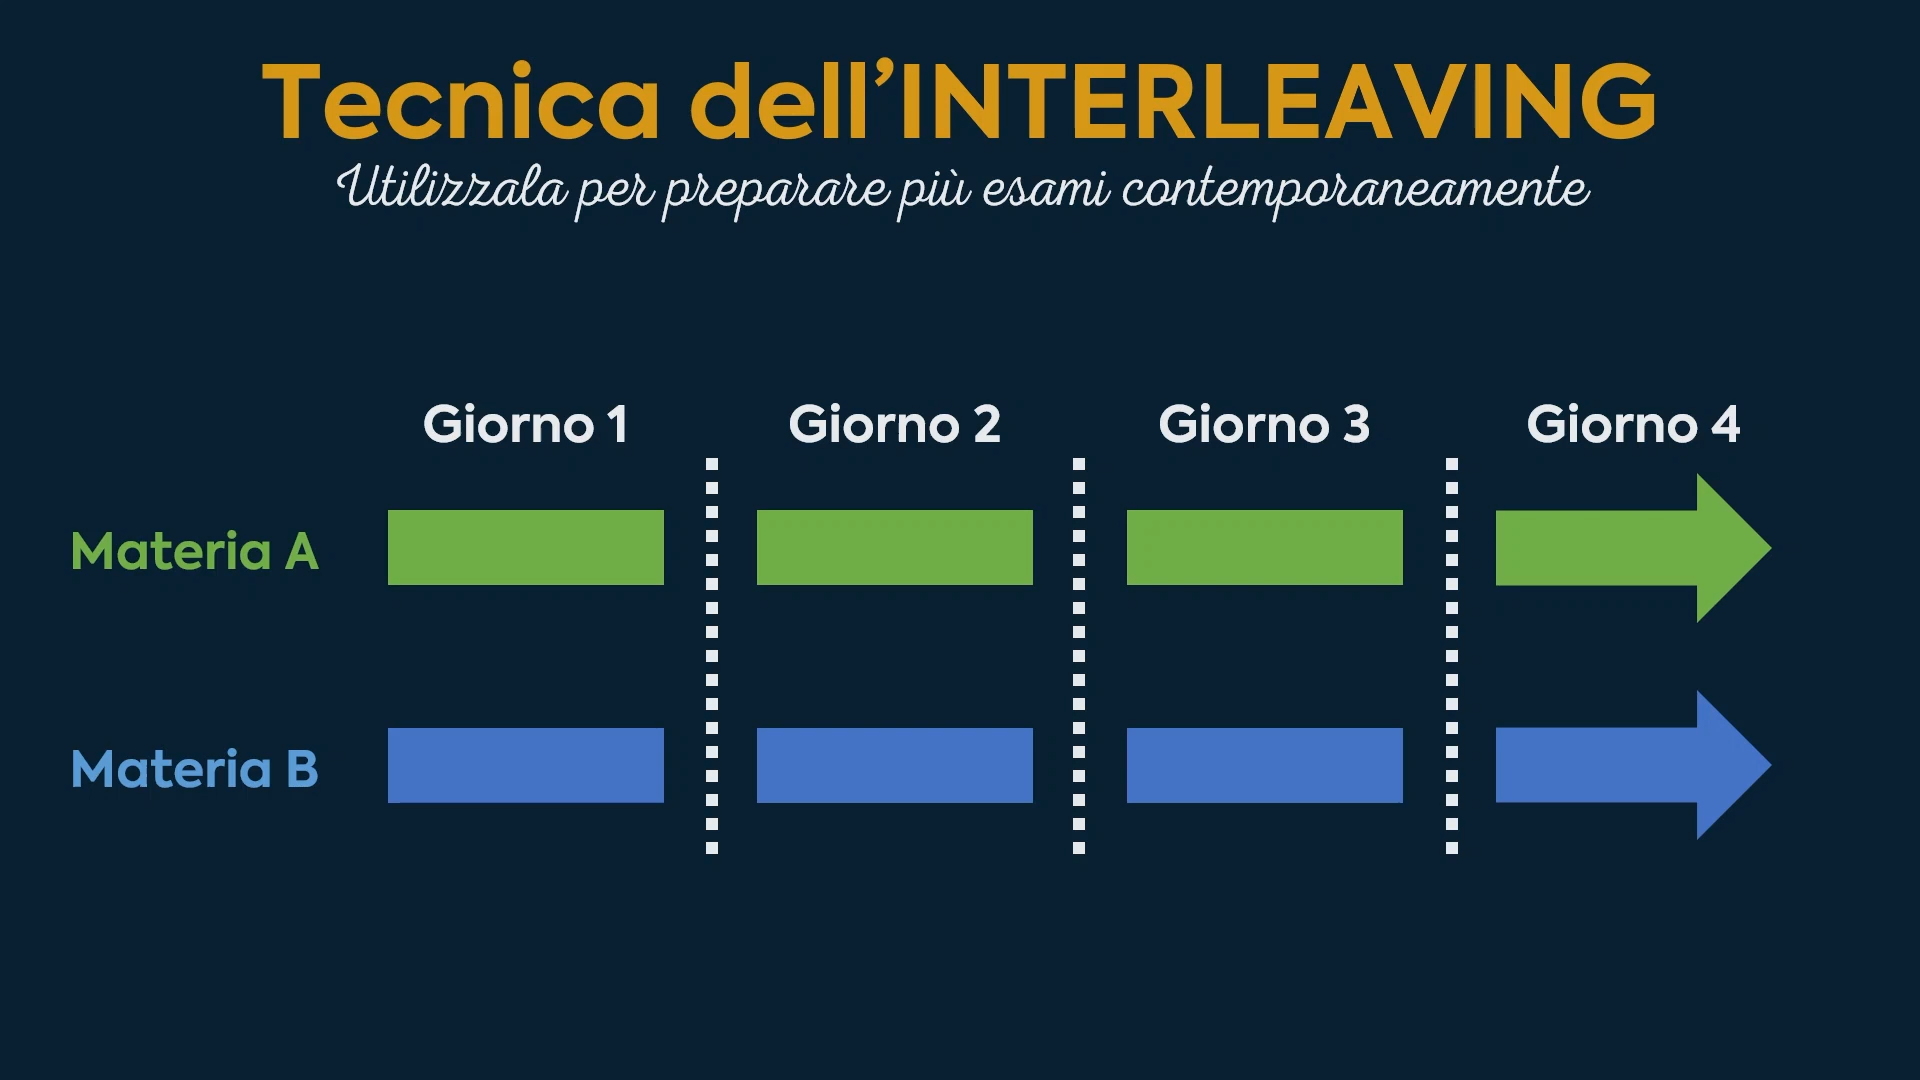 Tecnica dell’INTERLEAVING
Utilizzala per preparare più esami contemporaneamente
Giorno 1
Giorno 2
Giorno 3
Giorno 4
Materia A
Materia B